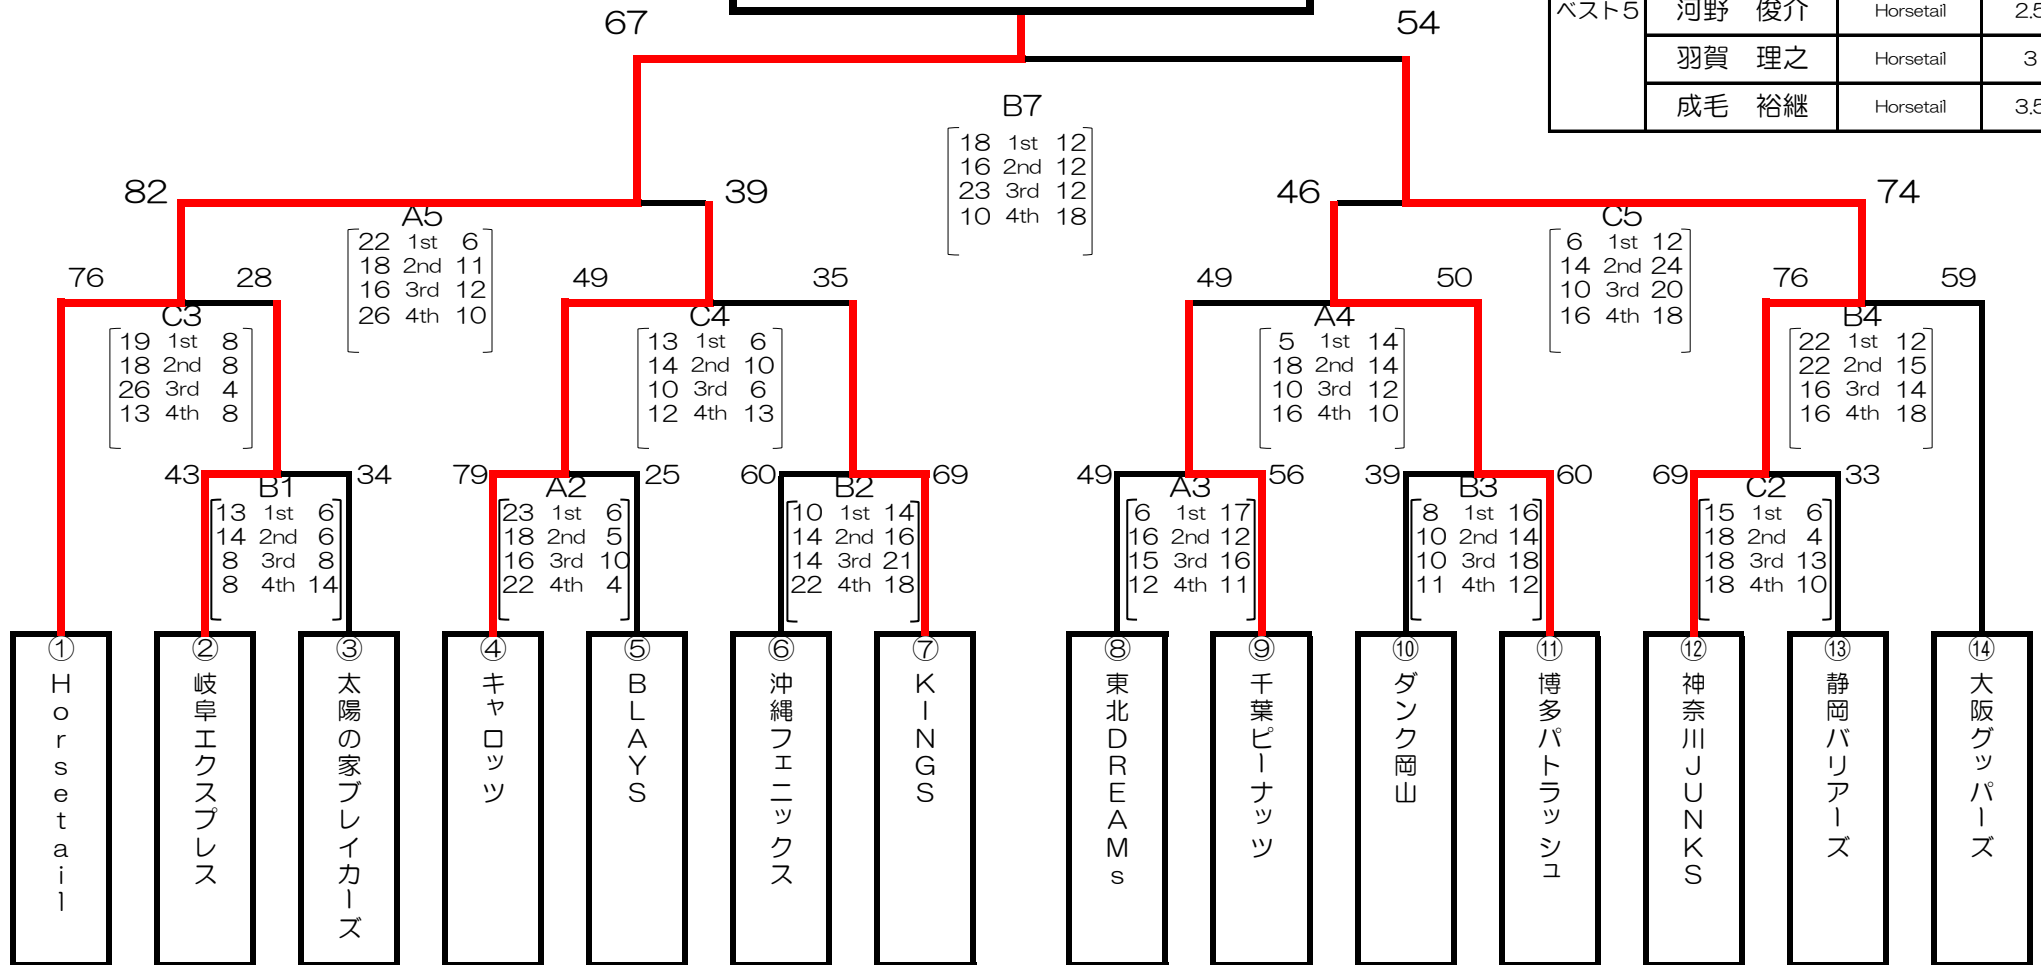 67
54
ベスト5 河野 俊介 Horsetail 2.5
羽賀 理之 Horsetail 3
成毛 裕継 Horsetail 3.5
B7
18 1st 12
16 2nd 12
23 3rd 12
10 4th 18
82
39
46
74
A5
22 1st 6
18 2nd 11
16 3rd 12
26 4th 10
C5
6 1st 12
14 2nd 24
10 3rd 20
16 4th 18
76
28
49
35
49
50
76
59
C3
19 1st 8
18 2nd 8
26 3rd 4
13 4th 8
C4
13 1st 6
14 2nd 10
10 3rd 6
12 4th 13
A4
5 1st 14
18 2nd 14
10 3rd 12
16 4th 10
B4
22 1st 12
22 2nd 15
16 3rd 14
16 4th 18
43
34
79
25
60
69
49
56
39
60
69
33
B1
13 1st 6
14 2nd 6
8 3rd 8
8 4th 14
A2
23 1st 6
18 2nd 5
16 3rd 10
22 4th 4
B2
10 1st 14
14 2nd 16
14 3rd 21
22 4th 18
A3
6 1st 17
16 2nd 12
15 3rd 16
12 4th 11
B3
8 1st 16
10 2nd 14
10 3rd 18
11 4th 12
C2
15 1st 6
18 2nd 4
18 3rd 13
18 4th 10
① Horsetail
② 岐阜エクスプレス
③ 太陽の家ブレイカーズ
④ キャロッツ
⑤ BLAYS
⑥ 沖縄フェニックス
⑦ KINGS
⑧ 東北DREAMs
⑨ 千葉ピーナッツ
⑩ ダンク岡山
⑪ 博多パトラッシュ
⑫ 神奈川JUNKS
⑬ 静岡バリアーズ
⑭ 大阪グッパーズ